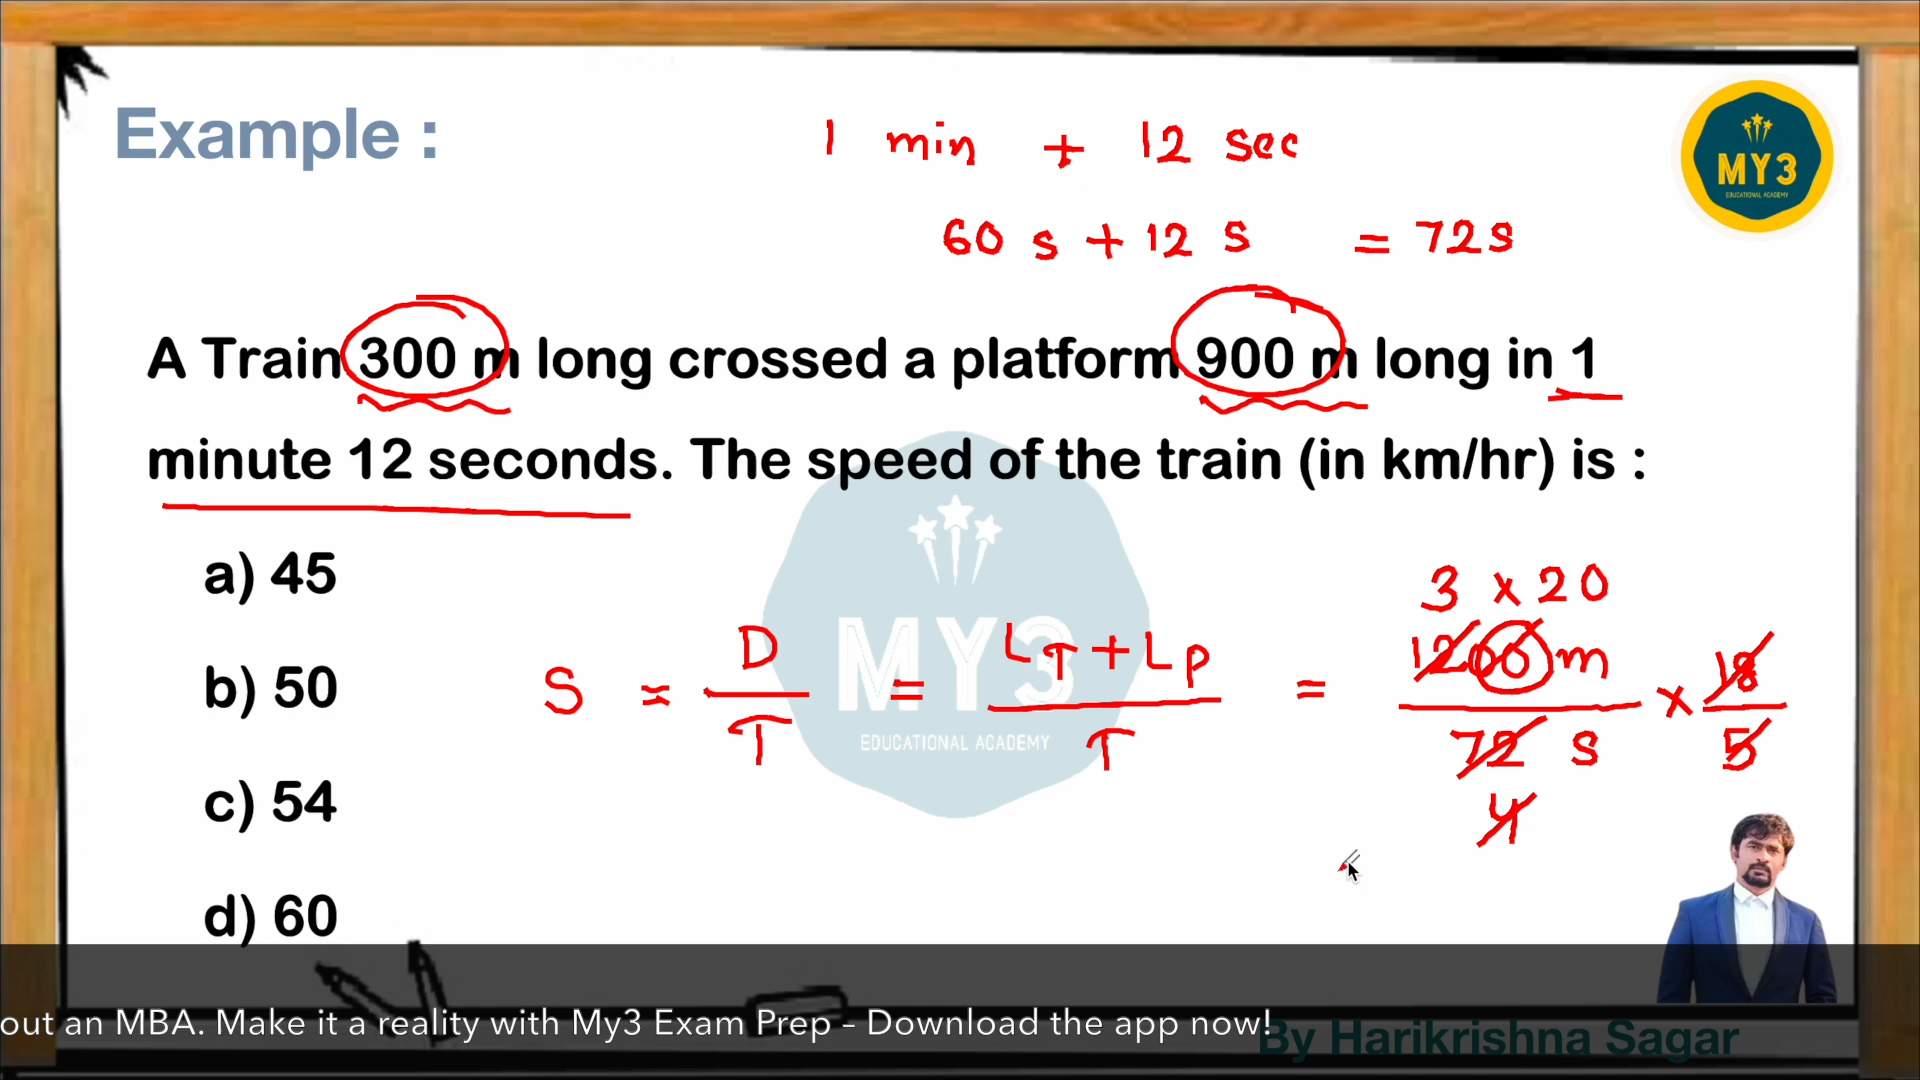 Example :
1 min + 12 sec
MY3
EDUCATIONAL ACADEMY
60 s + 12 s = 72s
A Train 300 m long crossed a platform 900 m long in 1
minute 12 seconds. The speed of the train (in km/hr) is :
a) 45
b) 50
c) 54
d) 60
3 x 20
S = D/T = LT + LP/T = 1200 m/72 s x 18/5
4
MY3
EDUCATIONAL ACADEMY
out an MBA. Make it a reality with My3 Exam Prep – Download the app now!
By Harikrishna Sagar